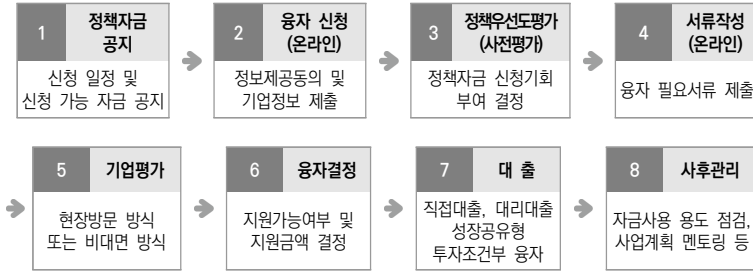 1
정책자금
공지
신청 일정 및
신청 가능 자금 공지
2
융자 신청
(온라인)
정보제공동의 및
기업정보 제출
3
정책우선도평가
(사전평가)
정책자금 신청기회
부여 결정
4
서류작성
(온라인)
융자 필요서류 제출
5
기업평가
현장방문 방식
또는 비대면 방식
6
융자결정
지원가능여부 및
지원금액 결정
7
대 출
직접대출, 대리대출
성장공유형
투자조건부 융자
8
사후관리
자금사용 용도 점검,
사업계획 멘토링 등